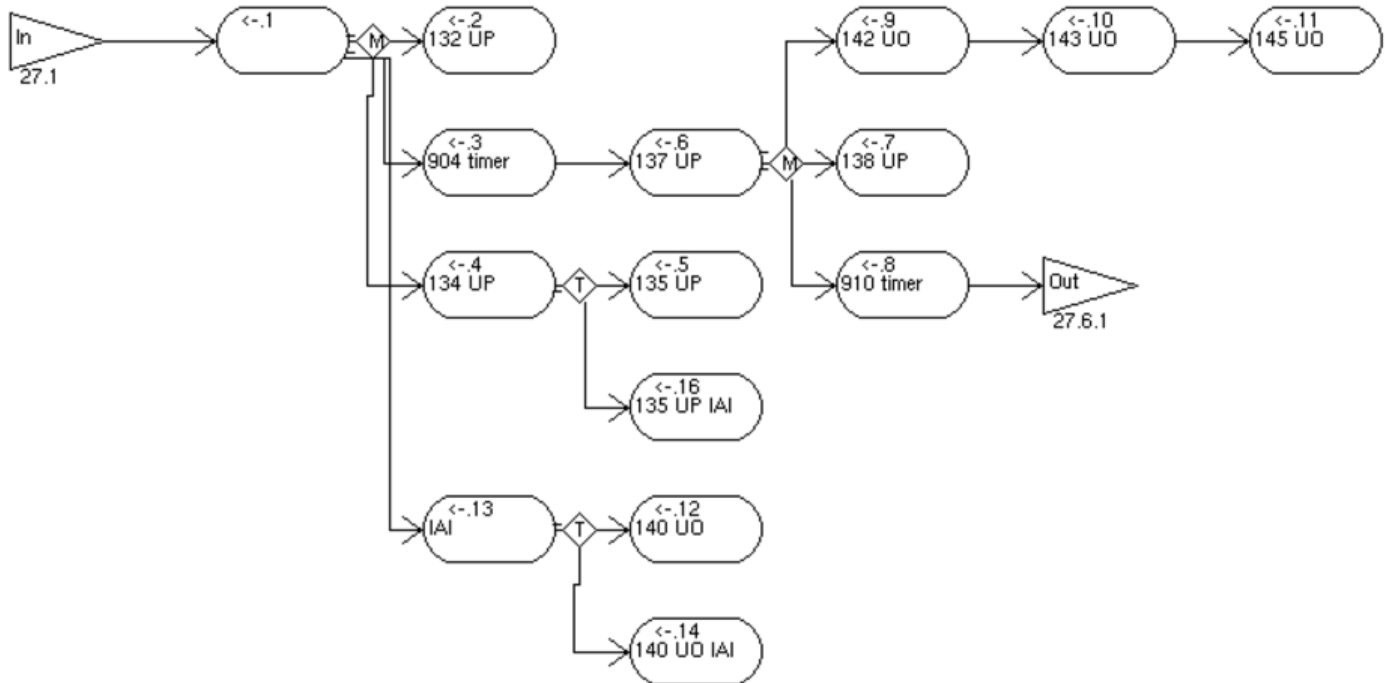 In
27.1
<-.1
M
<-.2
132 UP
<-.9
142 UO
<-.10
143 UO
<-.11
145 UO
<-.3
904 timer
<-.6
137 UP
M
<-.7
138 UP
<-.4
134 UP
T
<-.5
135 UP
<-.8
910 timer
Out
27.6.1
<-.16
135 UP IAI
<-.13
IAI
T
<-.12
140 UO
<-.14
140 UO IAI